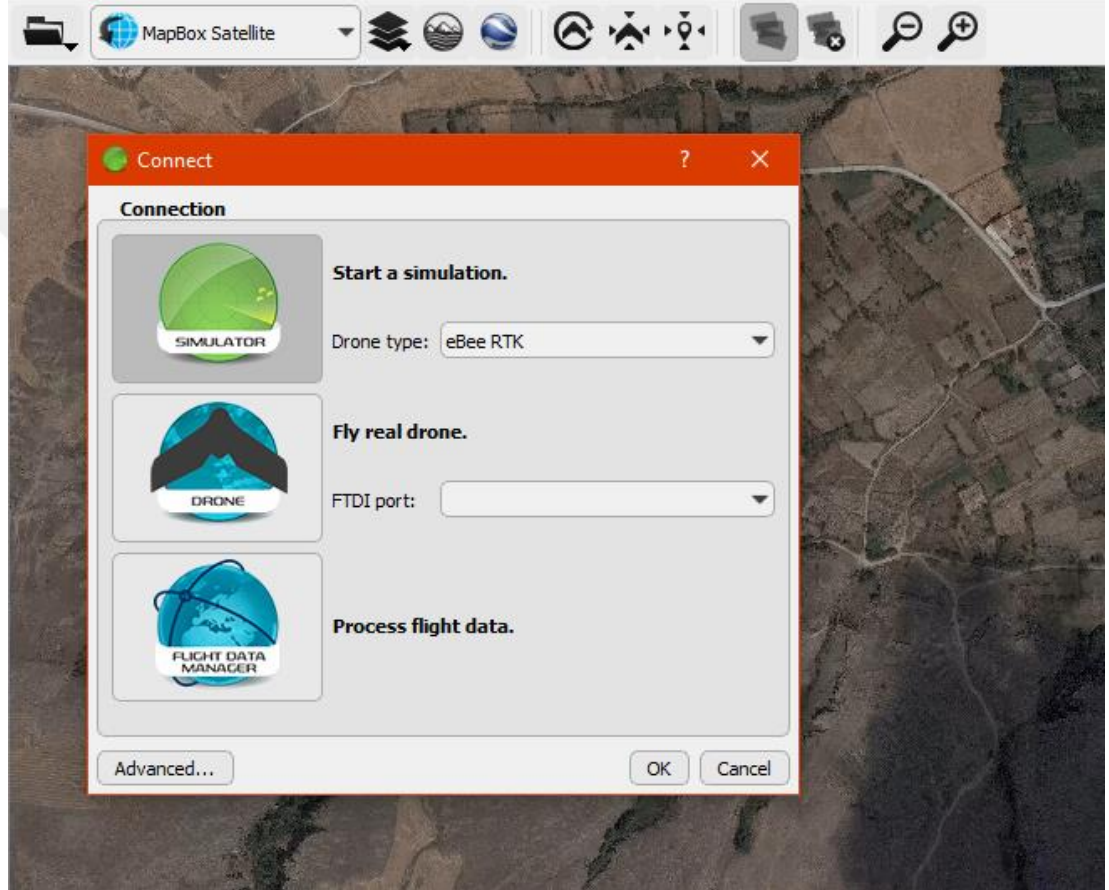 MapBox Satellite
Connect
?
Connection
SIMULATOR
Start a simulation.
Drone type: eBee RTK
DRONE
Fly real drone.
FTDI port:
FLIGHT DATA
MANAGER
Process flight data.
Advanced...
OK
Cancel